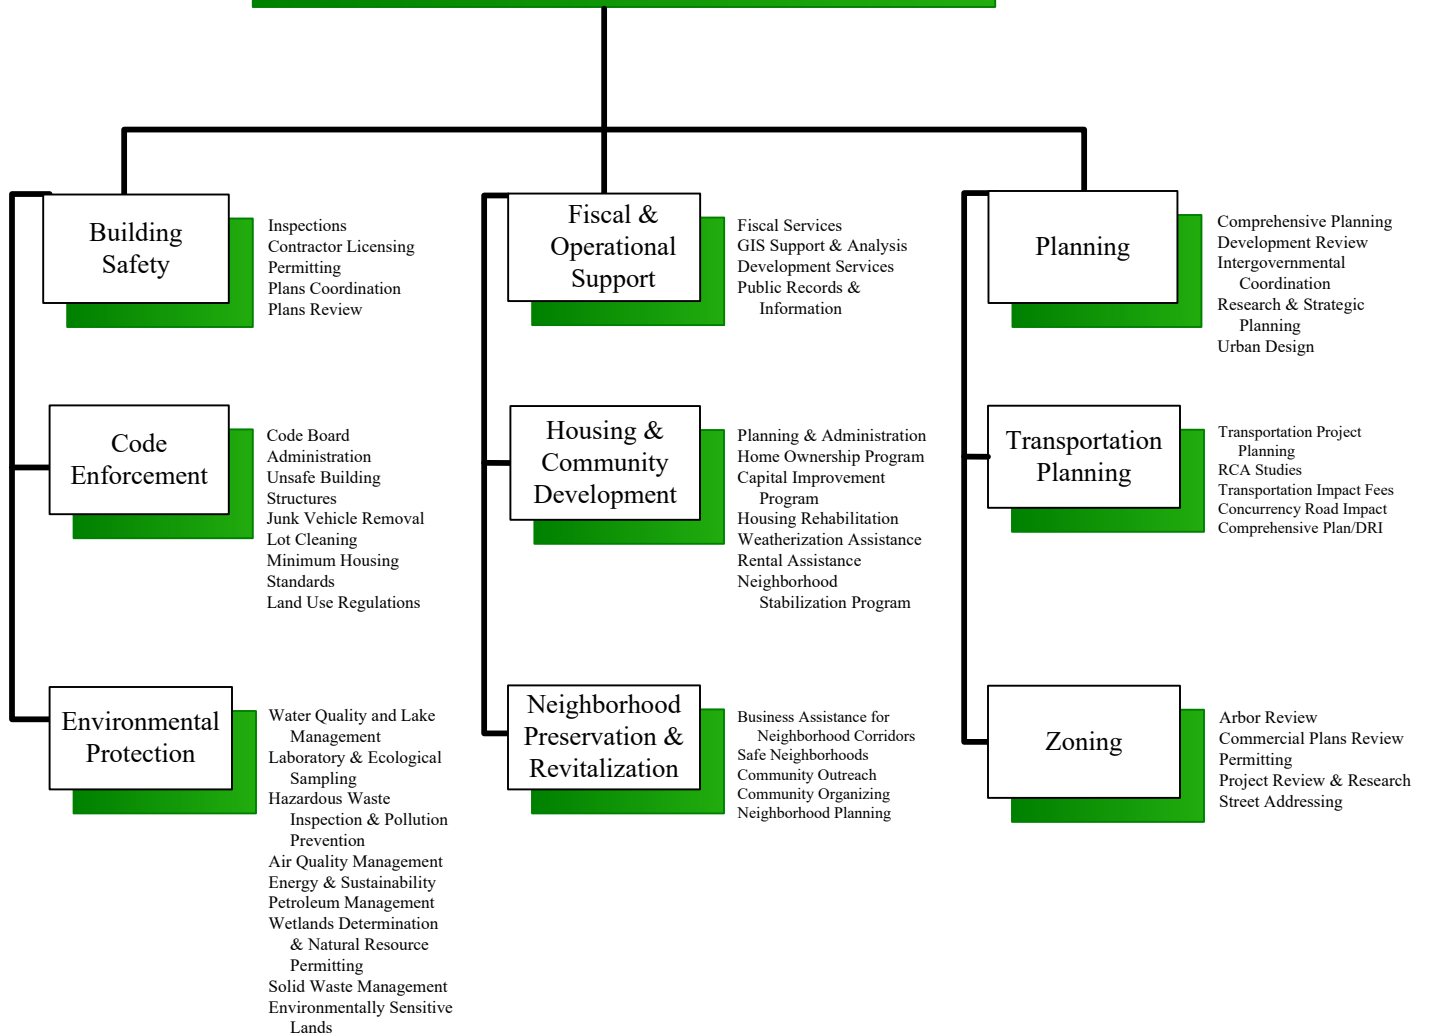 Building
Safety
Inspections
Contractor Licensing
Permitting
Plans Coordination
Plans Review
Code
Enforcement
Code Board
Administration
Unsafe Building
Structures
Junk Vehicle Removal
Lot Cleaning
Minimum Housing
Standards
Land Use Regulations
Environmental
Protection
Water Quality and Lake
Management
Laboratory & Ecological
Sampling
Hazardous Waste
Inspection & Pollution
Prevention
Air Quality Management
Energy & Sustainability
Petroleum Management
Wetlands Determination
& Natural Resource
Permitting
Solid Waste Management
Environmentally Sensitive
Lands
Fiscal &
Operational
Support
Fiscal Services
GIS Support & Analysis
Development Services
Public Records &
Information
Housing &
Community
Development
Planning & Administration
Home Ownership Program
Capital Improvement
Program
Housing Rehabilitation
Weatherization Assistance
Rental Assistance
Neighborhood
Stabilization Program
Neighborhood
Preservation &
Revitalization
Business Assistance for
Neighborhood Corridors
Safe Neighborhoods
Community Outreach
Community Organizing
Neighborhood Planning
Planning
Comprehensive Planning
Development Review
Intergovernmental
Coordination
Research & Strategic
Planning
Urban Design
Transportation
Planning
Transportation Project
Planning
RCA Studies
Transportation Impact Fees
Concurrency Road Impact
Comprehensive Plan/DRI
Zoning
Arbor Review
Commercial Plans Review
Permitting
Project Review & Research
Street Addressing